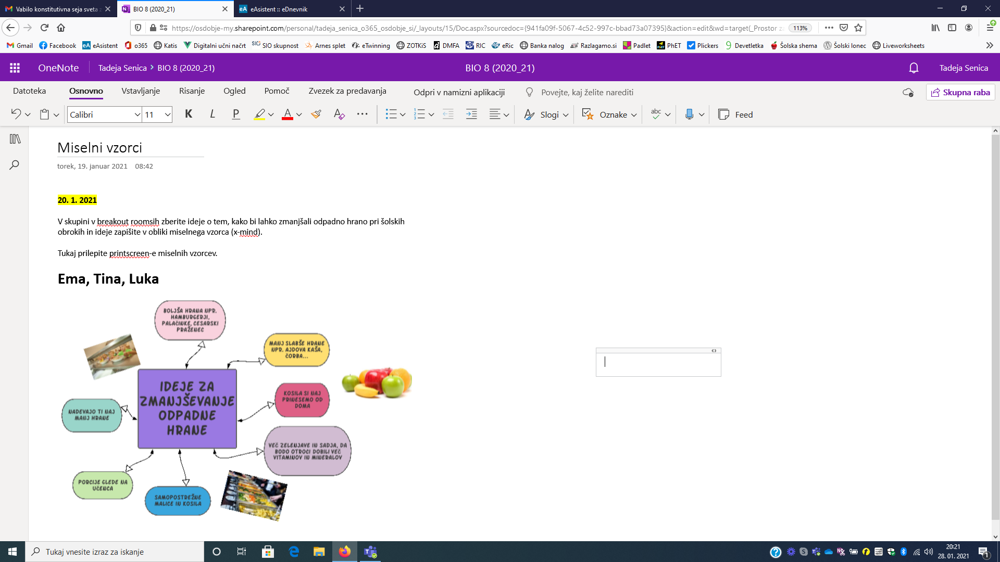 Vabilo konstitutivna seja sveta z
BIO 8 (2020_21)
eAsistent :: eDnevnik
https://osdobje-my.sharepoint.com/personal/tadeja_senica_o365_osdobje_si/_layouts/15/Doc.aspx?sourcedoc={941fa09f-5067-4c52-997c-bbad73a07395}&action=edit&wd=target(_Prostor za
113%
Gmail Facebook eAsistent o365 Katis Digitalni učni načrt SIO skupnost Arnes splet eTwinning ZOTKiS DMFA RIC eRic Banka nalog Razlagamo.si Padlet PhET Plickers Devetletka Šolska shema Šolski lonec Liveworksheets
OneNote Tadeja Senica > BIO 8 (2020_21) BIO 8 (2020_21) Tadeja Senica
Datoteka Osnovno Vstavljanje Risanje Ogled Pomoč Zvezek za predavanja Odpri v namizni aplikaciji Povejte, kaj želite narediti Skupna raba
Calibri 11 K L P A Slogi Oznake abc Feed
Miselni vzorci
torek, 19. januar 2021 08:42
20. 1. 2021
V skupini v breakout roomsih zberite ideje o tem, kako bi lahko zmanjšali odpadno hrano pri šolskih
obrokih in ideje zapišite v obliki miselnega vzorca (x-mind).
Tukaj prilepite printscreen-e miselnih vzorcev.
Ema, Tina, Luka
BOLJŠA HRANA NPR.
HAMBURGERJI,
PALAČINKE, CESARSKI
PRAŽENEC
MANJ SLABŠE HRANE
NPR. AJDOVA KAŠA,
ČORBA...
IDEJE ZA
ZMANJŠEVANJE
ODPADNE
HRANE
KOSILA SI NAJ
PRINESEMO OD
DOMA
NADEVAJO TI NAJ
MANJ HRANE
VEČ ZELENJAVE IN SADJA, DA
BODO OTROCI DOBILI VEČ
VITAMINOV IN MINERALOV
PORCIJE GLEDE NA
UČENCA
SAMOPOSTREŽNE
MALICE IN KOSILA
Tukaj vnesite izraz za iskanje
20:21
28. 01. 2021
1